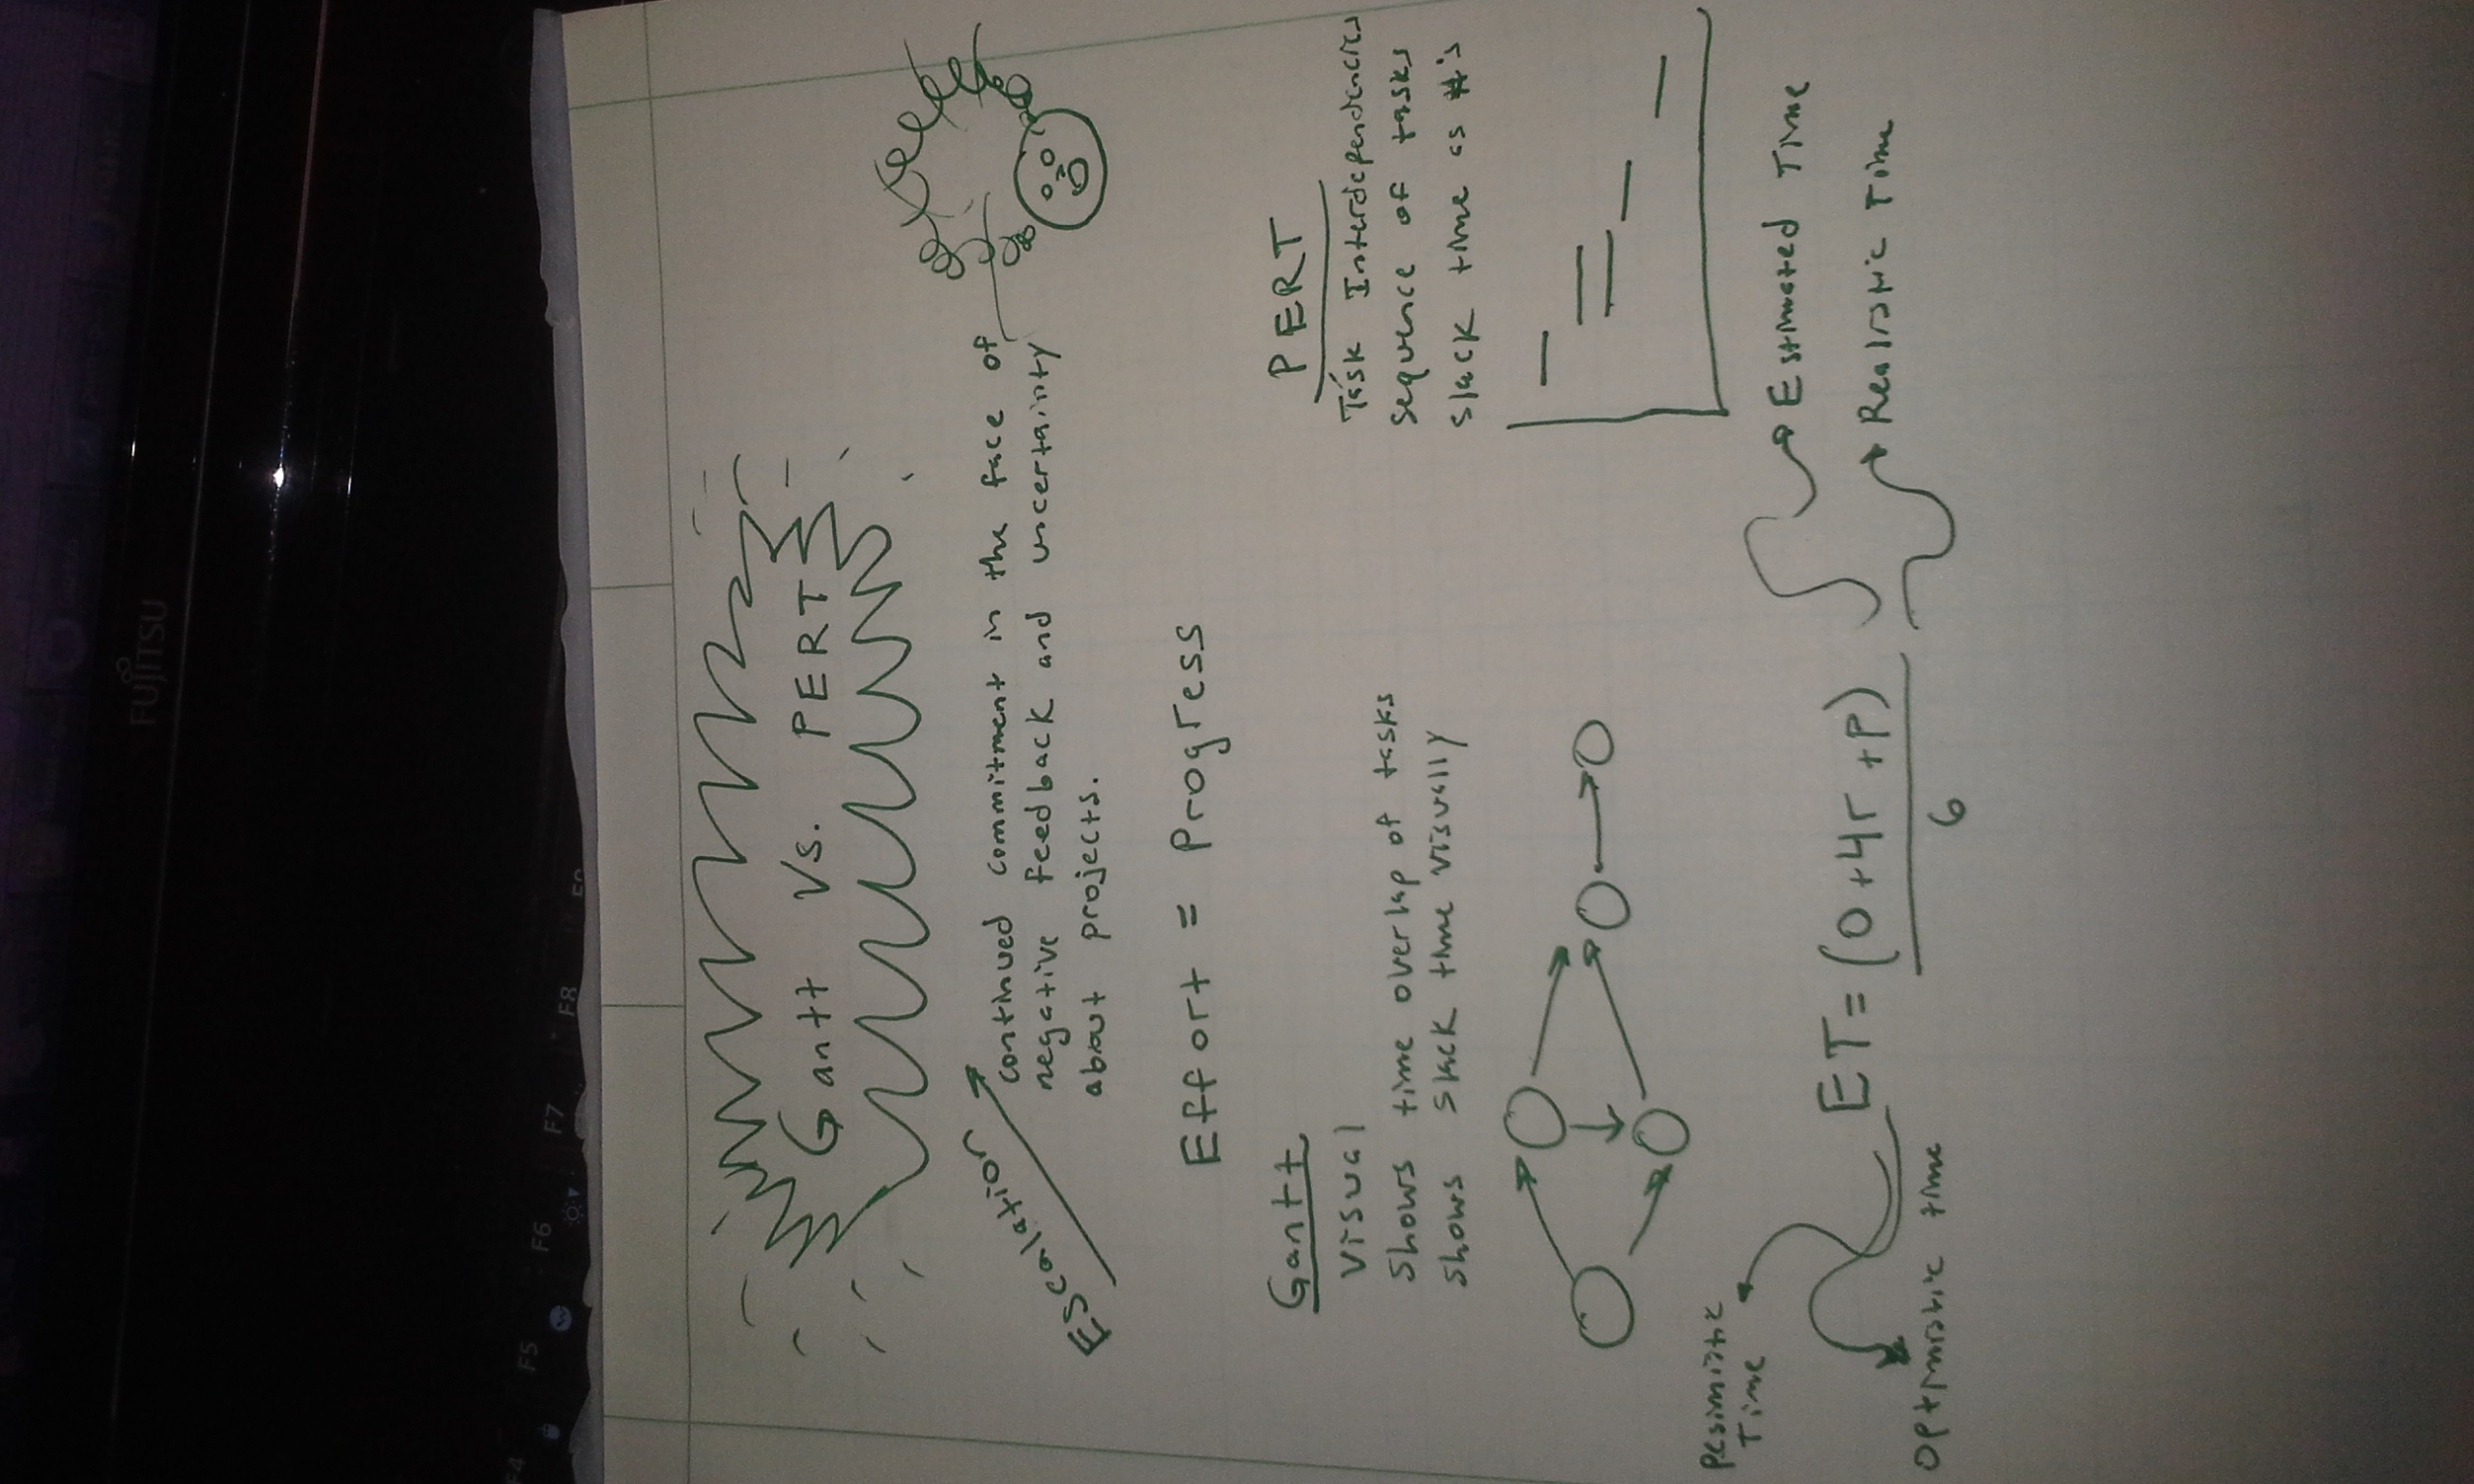 FUJITSU
F4 F5 F6 F7 F8 F9
Gantt Vs. PERT
Escalation
continued commitment in the face of
negative feedback and uncertainty
about projects.
Effort = Progress
Gantt
Visual
Shows time overlap of tasks
Shows slack time visually
PERT
Task Interdependencies
sequence of tasks
slack time as #'s
Pesimistic
Time
Optimistic time
ET= (O+4r+p)
6
Estimated Time
Realistic Time